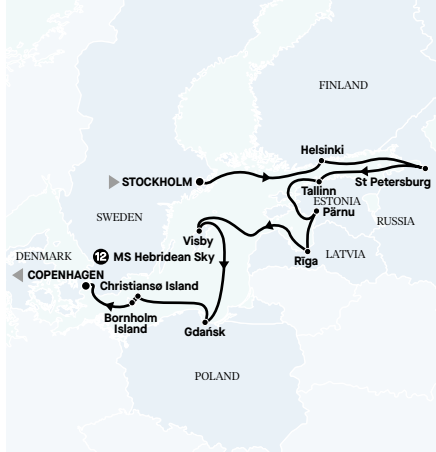 FINLAND
Helsinki
STOCKHOLM
St Petersburg
Tallinn
ESTONIA
Pärnu
SWEDEN
RUSSIA
Visby
LATVIA
DENMARK
12 MS Hebridean Sky
Rīga
COPENHAGEN
Christiansø Island
Bornholm
Island
Gdańsk
POLAND